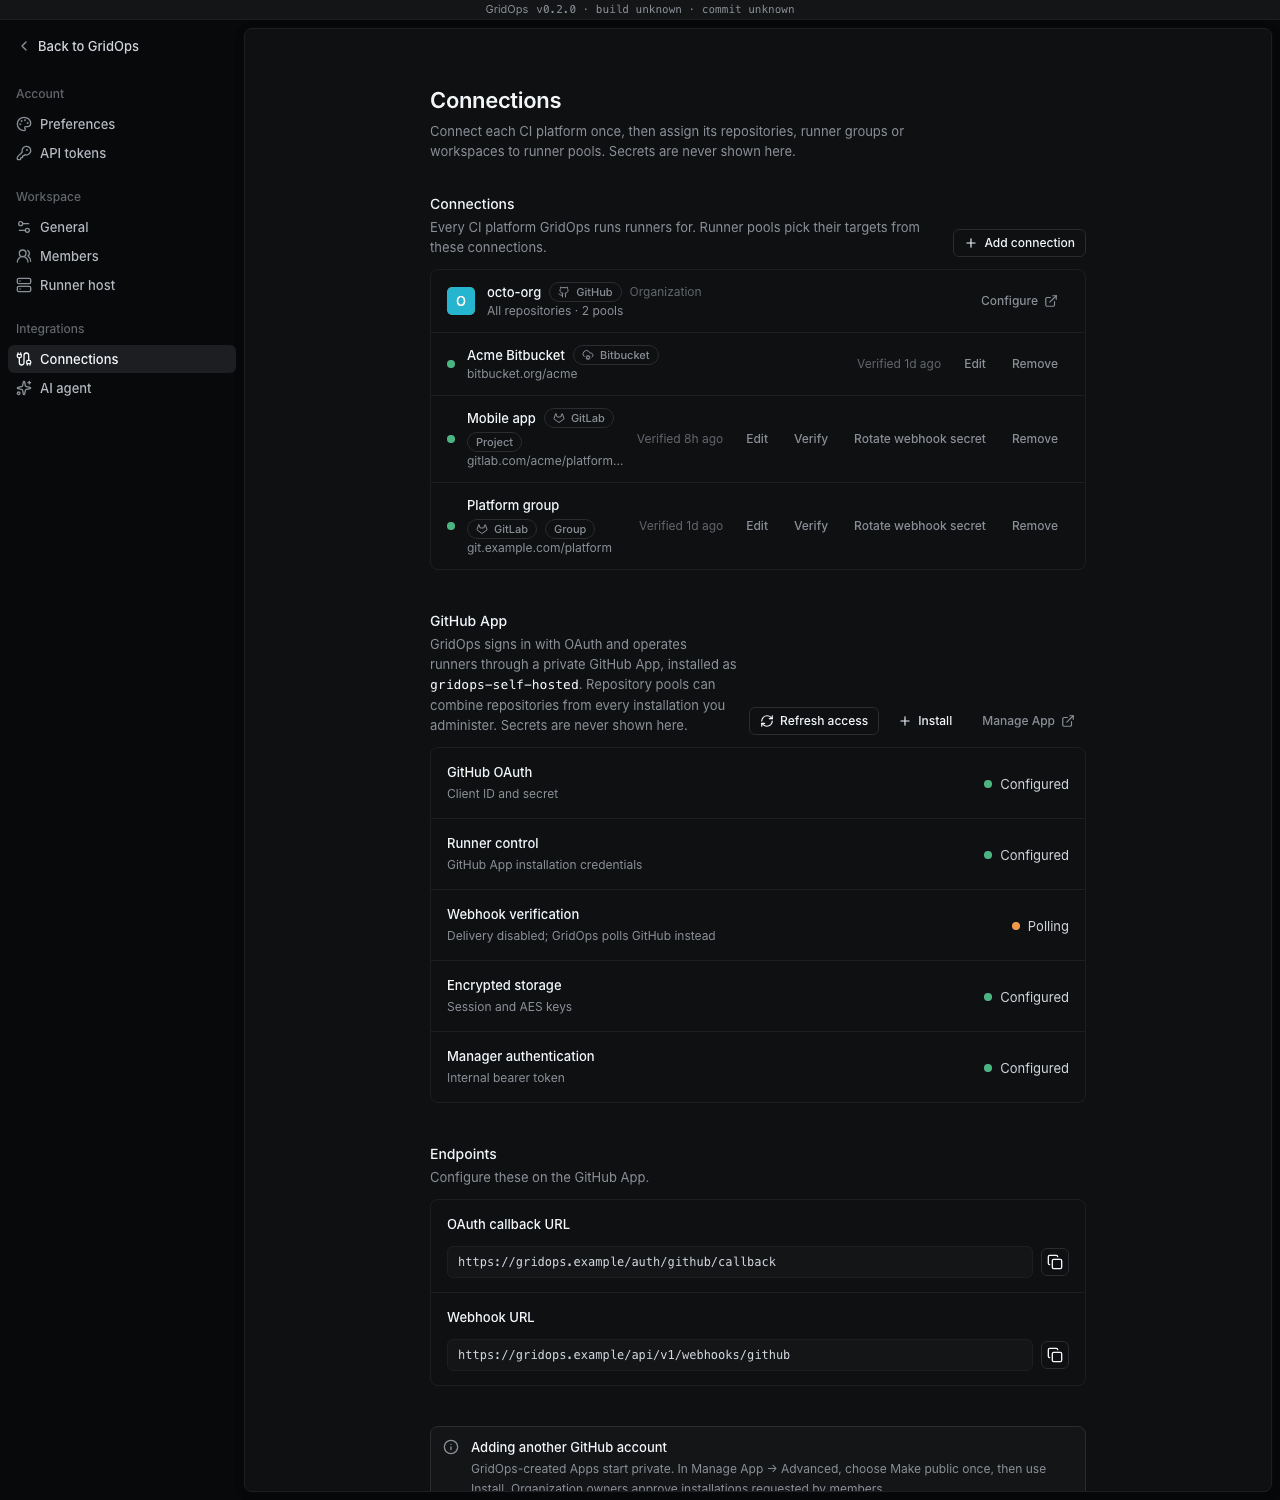 GridOps v0.2.0 · build unknown · commit unknown
Back to GridOps
Account
Preferences
API tokens
Workspace
General
Members
Runner host
Integrations
Connections
AI agent
Connections
Connect each CI platform once, then assign its repositories, runner groups or
workspaces to runner pools. Secrets are never shown here.
Connections
Every CI platform GridOps runs runners for. Runner pools pick their targets from
these connections.
Add connection
O
octo-org GitHub Organization
All repositories · 2 pools
Configure
Acme Bitbucket Bitbucket
bitbucket.org/acme
Verified 1d ago Edit Remove
Mobile app GitLab
Project
gitlab.com/acme/platform...
Verified 8h ago Edit Verify Rotate webhook secret Remove
Platform group
GitLab Group
git.example.com/platform
Verified 1d ago Edit Verify Rotate webhook secret Remove
GitHub App
GridOps signs in with OAuth and operates
runners through a private GitHub App, installed as
gridops-self-hosted. Repository pools can
combine repositories from every installation you
administer. Secrets are never shown here.
Refresh access Install Manage App
GitHub OAuth
Client ID and secret
Configured
Runner control
GitHub App installation credentials
Configured
Webhook verification
Delivery disabled; GridOps polls GitHub instead
Polling
Encrypted storage
Session and AES keys
Configured
Manager authentication
Internal bearer token
Configured
Endpoints
Configure these on the GitHub App.
OAuth callback URL
https://gridops.example/auth/github/callback
Webhook URL
https://gridops.example/api/v1/webhooks/github
Adding another GitHub account
GridOps-created Apps start private. In Manage App → Advanced, choose Make public once, then use
Install. Organization owners approve installations requested by members.